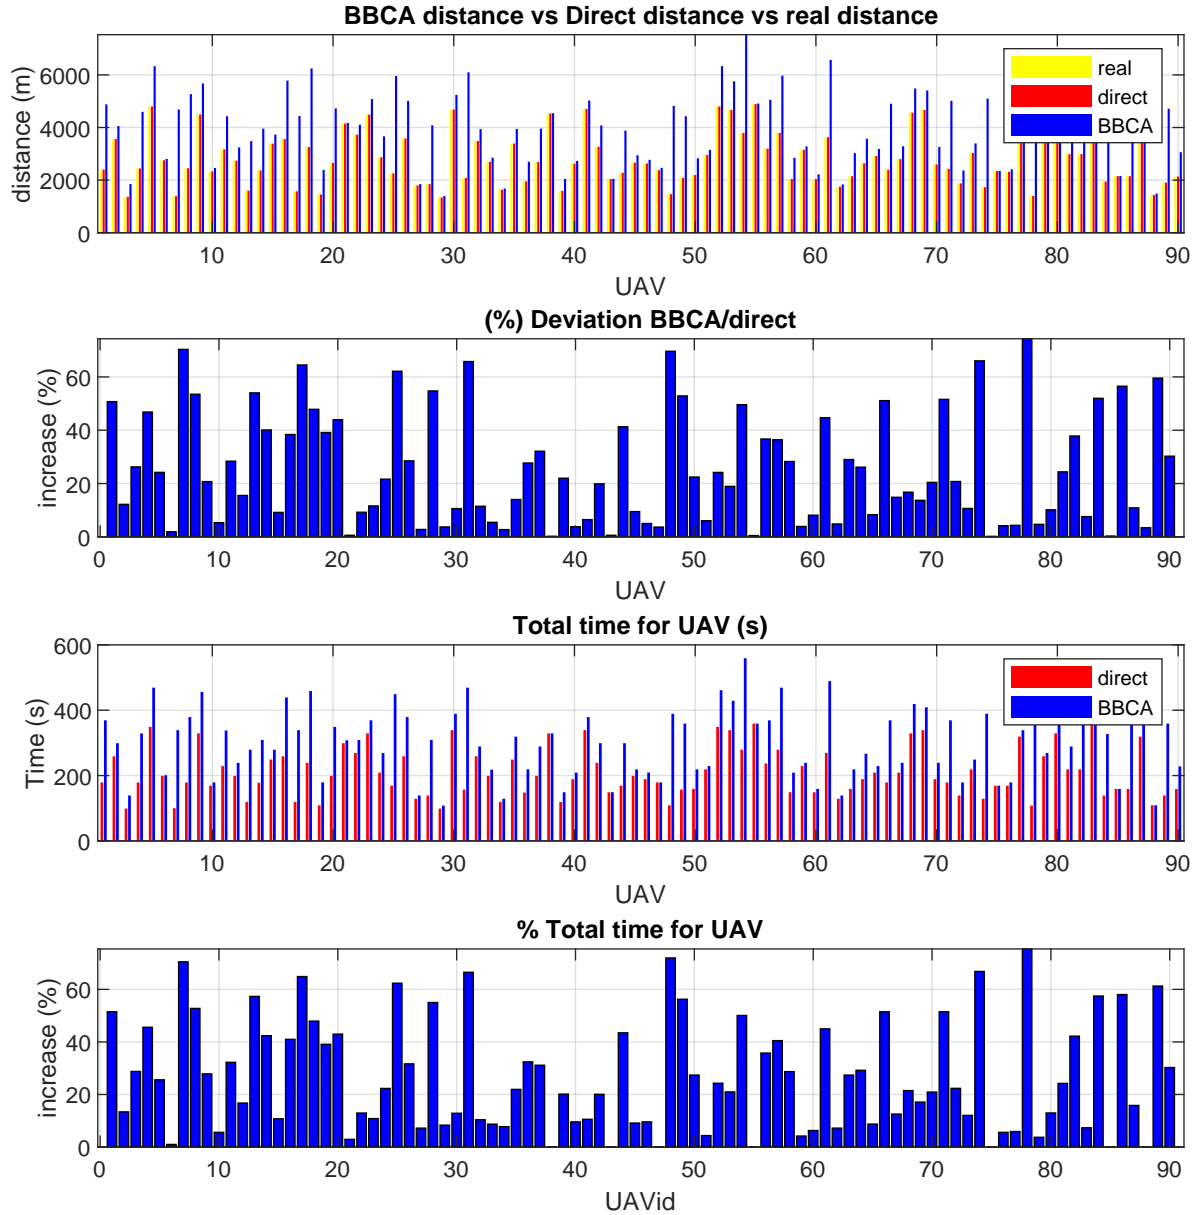 BBCA distance vs Direct distance vs real distance
distance (m)
6000
4000
2000
0
real
direct
BBCA
10 20 30 40 50 60 70 80 90
UAV
(%) Deviation BBCA/direct
increase (%)
60
40
20
0
0 10 20 30 40 50 60 70 80 90
UAV
Total time for UAV (s)
Time (s)
600
400
200
0
direct
BBCA
10 20 30 40 50 60 70 80 90
UAV
% Total time for UAV
increase (%)
60
40
20
0
0 10 20 30 40 50 60 70 80 90
UAVid